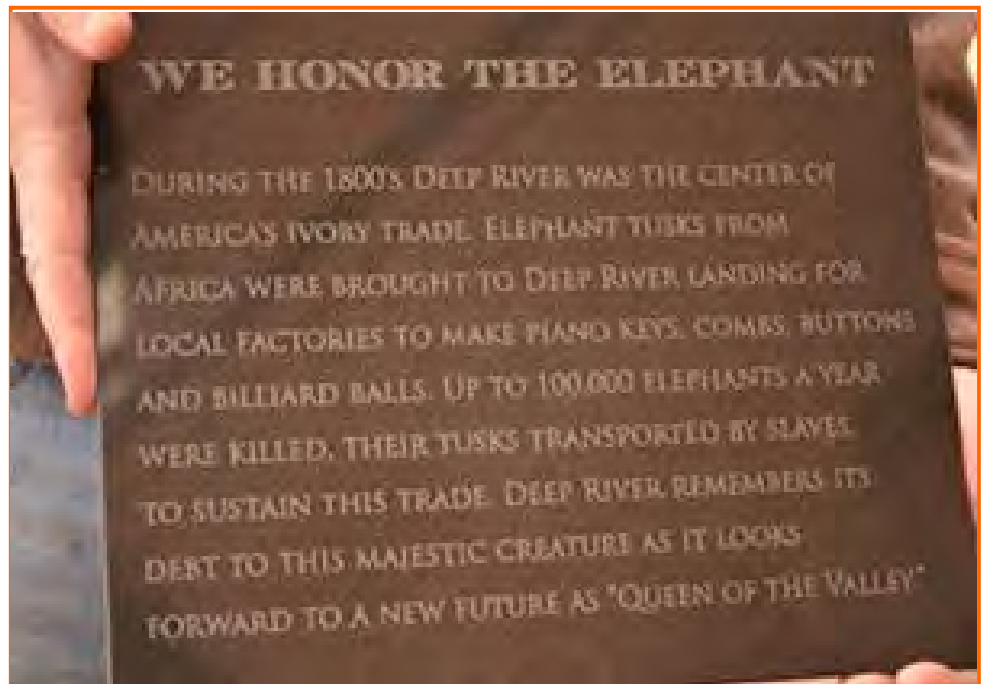 WE HONOR THE ELEPHANT
DURING THE 1800'S DEEP RIVER WAS THE CENTER OF
AMERICA'S IVORY TRADE. ELEPHANT TUSKS FROM
AFRICA WERE BROUGHT TO DEEP RIVER LANDING FOR
LOCAL FACTORIES TO MAKE PIANO KEYS, COMBS, BUTTONS
AND BILLIARD BALLS. UP TO 100,000 ELEPHANTS A YEAR
WERE KILLED, THEIR TUSKS TRANSPORTED BY SLAVES,
TO SUSTAIN THIS TRADE. DEEP RIVER REMEMBERS ITS
DEBT TO THIS MAJESTIC CREATURE AS IT LOOKS
FORWARD TO A NEW FUTURE AS "QUEEN OF THE VALLEY"